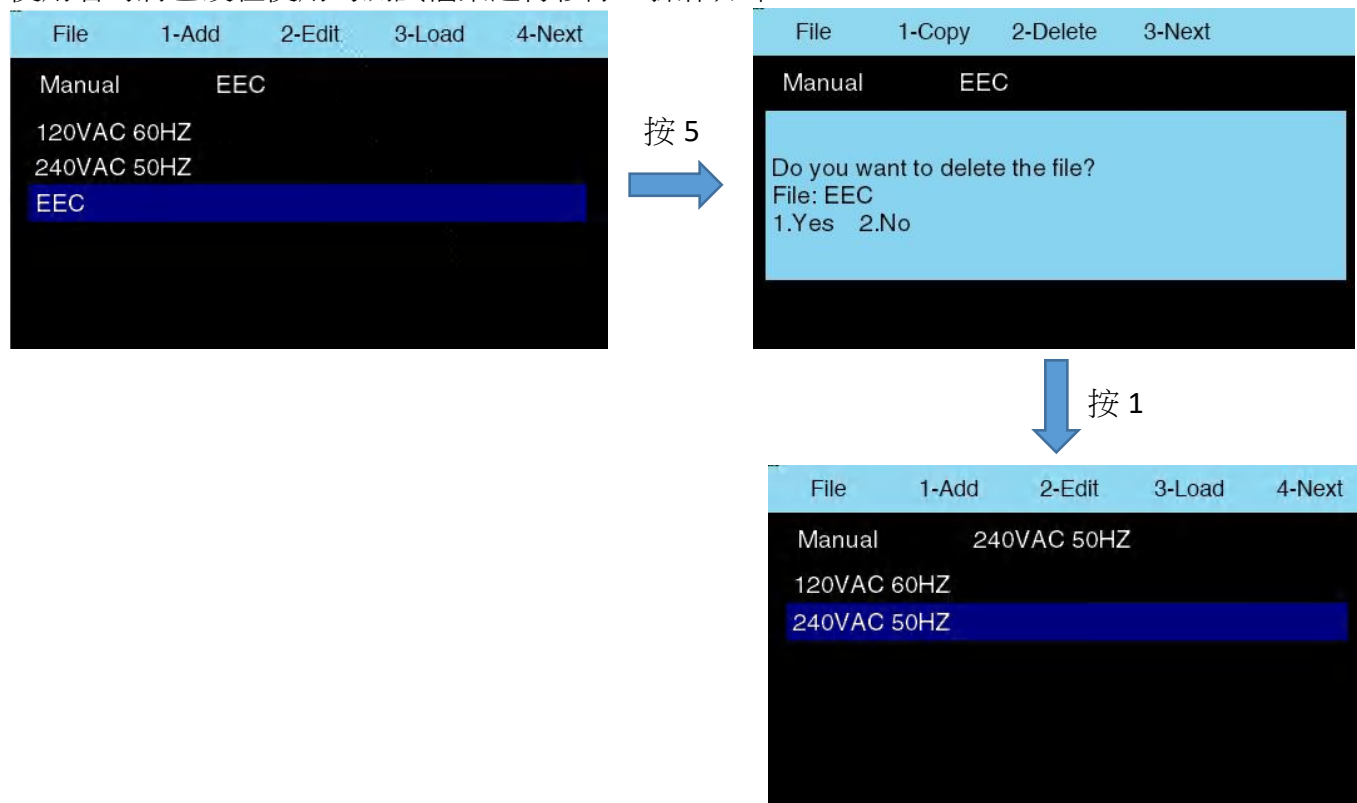 File 1-Add 2-Edit 3-Load 4-Next
Manual EEC
120VAC 60HZ
240VAC 50HZ
EEC
按 5
File 1-Copy 2-Delete 3-Next
Manual EEC
Do you want to delete the file?
File: EEC
1.Yes 2.No
按 1
File 1-Add 2-Edit 3-Load 4-Next
Manual 240VAC 50HZ
120VAC 60HZ
240VAC 50HZ